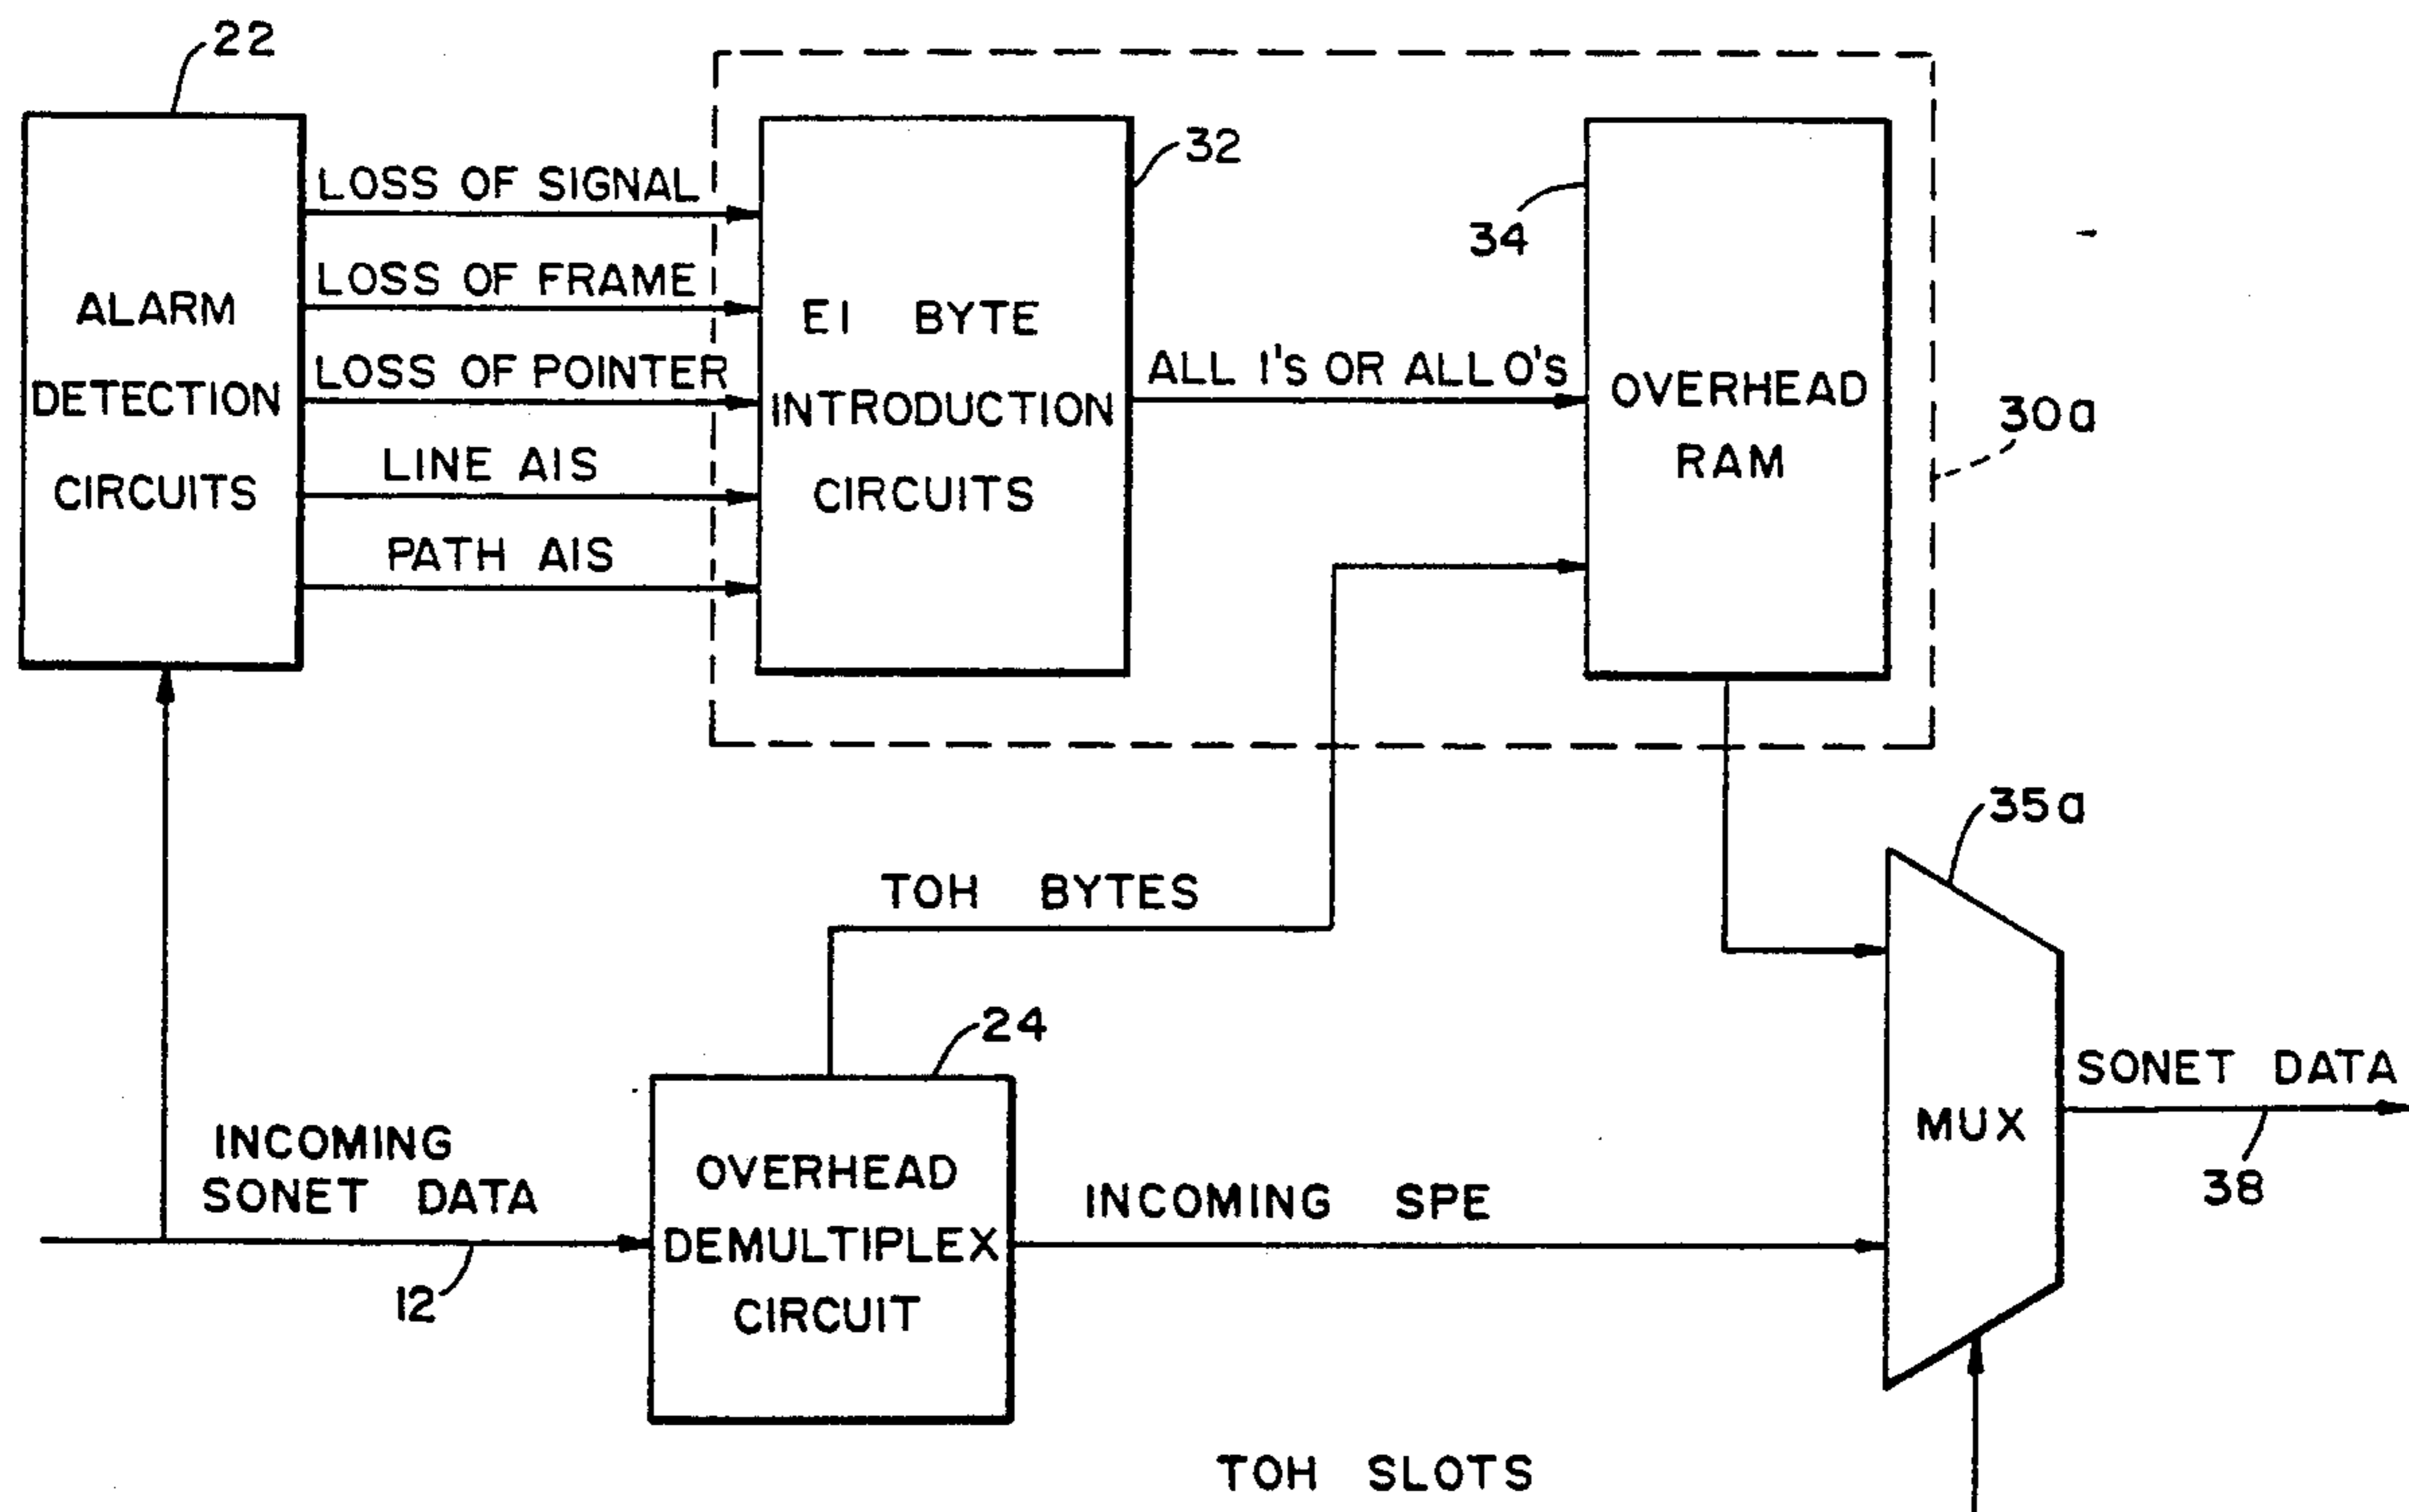 22
ALARM
DETECTION
CIRCUITS
LOSS OF SIGNAL
LOSS OF FRAME
LOSS OF POINTER
LINE AIS
PATH AIS
32
E1 BYTE
INTRODUCTION
CIRCUITS
ALL 1's OR ALL 0's
34
OVERHEAD
RAM
30a
TOH BYTES
35a
24
INCOMING
SONET DATA
12
OVERHEAD
DEMULTIPLEX
CIRCUIT
INCOMING SPE
MUX
SONET DATA
38
TOH SLOTS